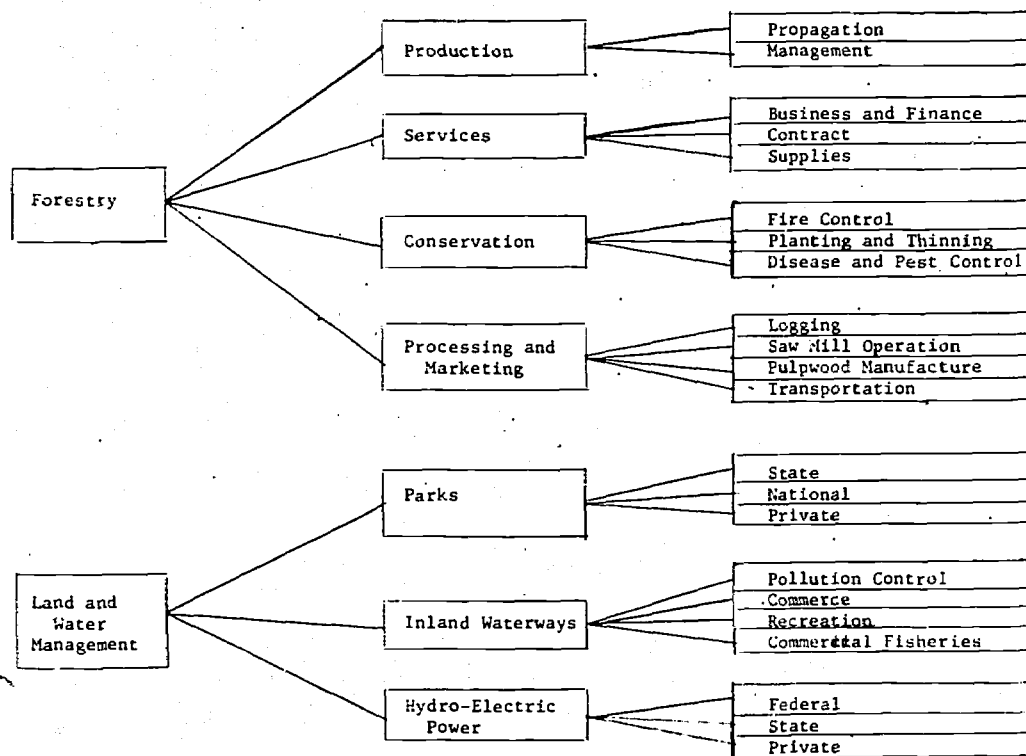 Forestry
Production
Propagation
Management
Services
Business and Finance
Contract
Supplies
Conservation
Fire Control
Planting and Thinning
Disease and Pest Control
Processing and
Marketing
Logging
Saw Mill Operation
Pulpwood Manufacture
Transportation
Land and
Water
Management
Parks
State
National
Private
Inland Waterways
Pollution Control
Commerce
Recreation
Commercial Fisheries
Hydro-Electric
Power
Federal
State
Private